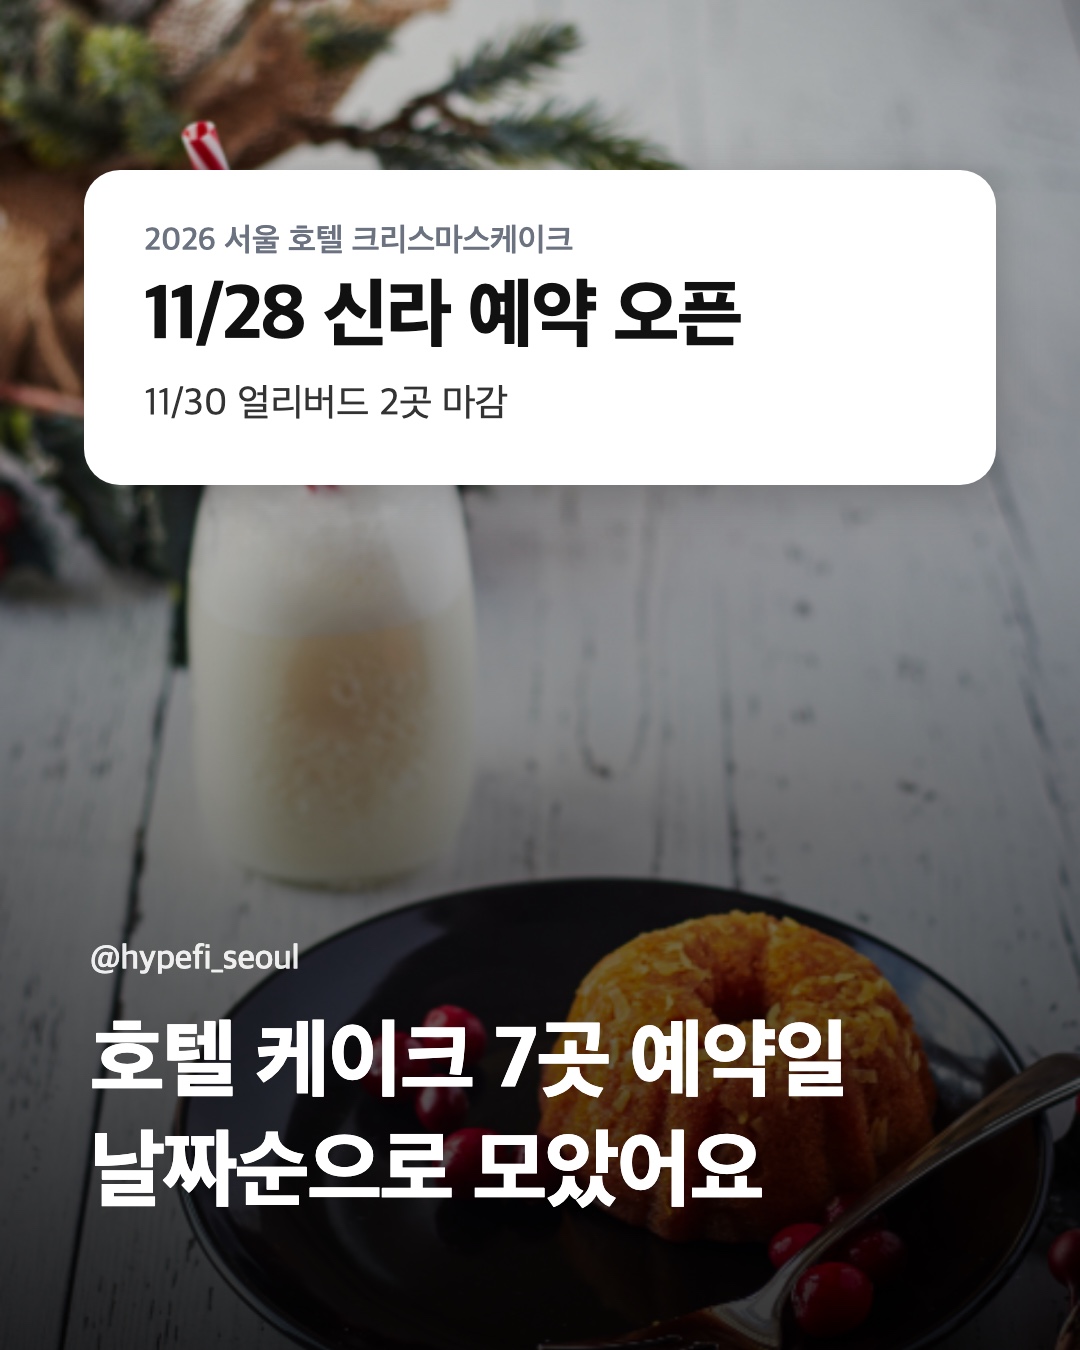 2026 서울 호텔 크리스마스케이크
11/28 신라 예약 오픈
11/30 얼리버드 2곳 마감
@hypefi_seoul
호텔 케이크 7곳 예약일
날짜순으로 모았어요